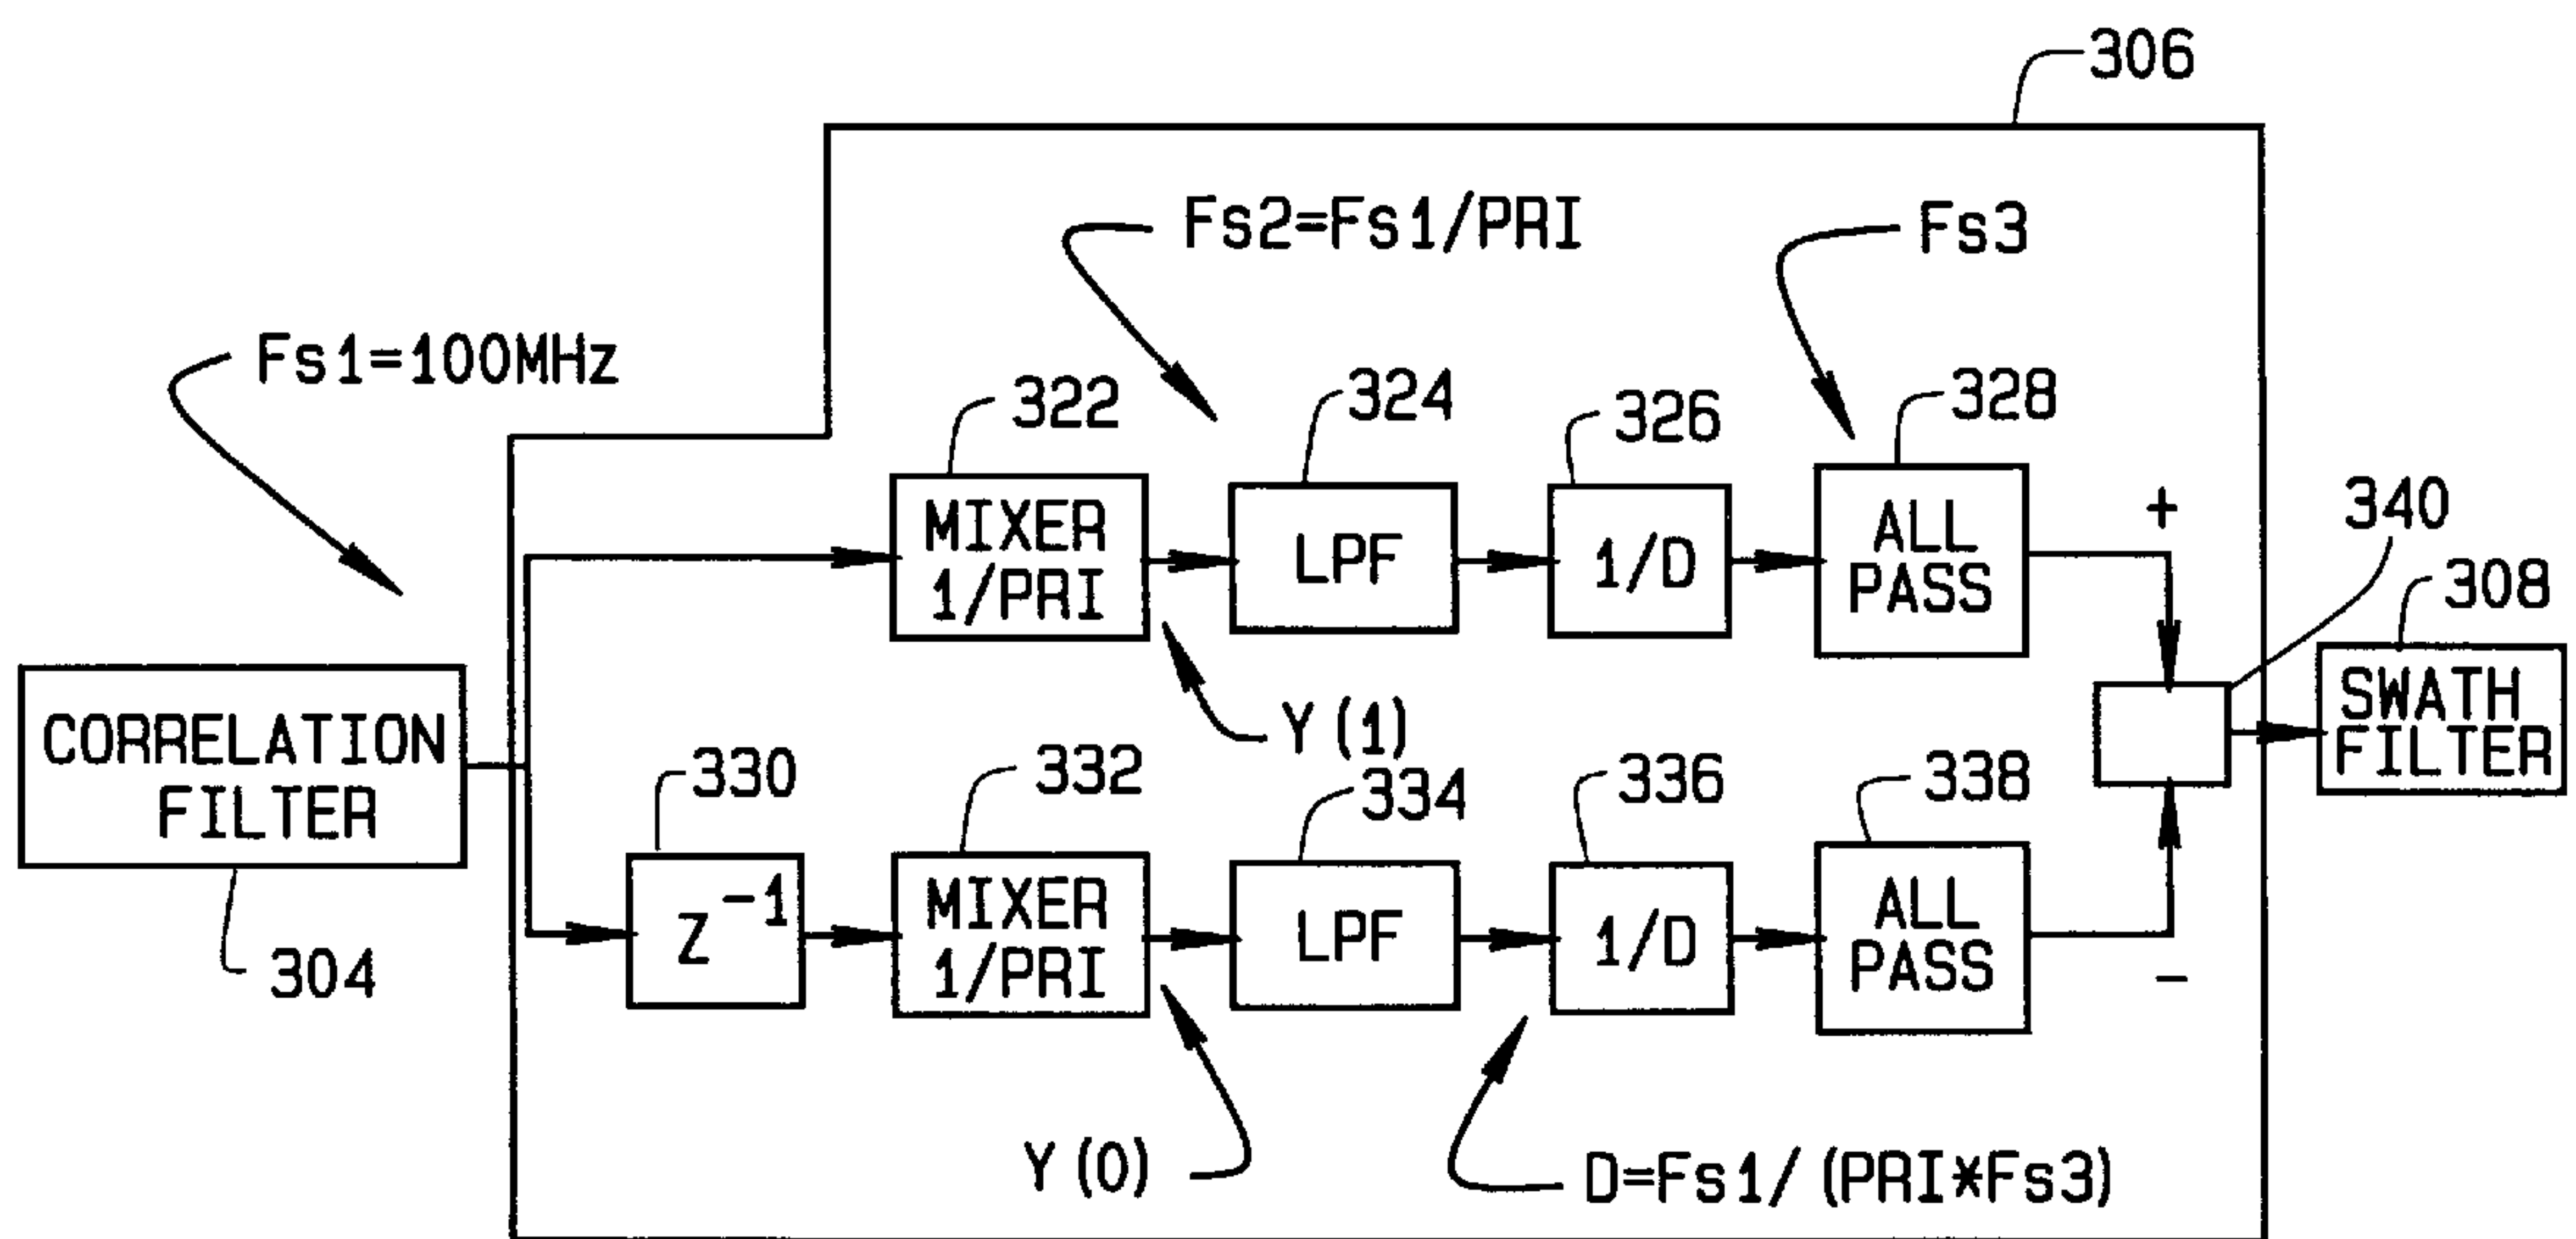 306
Fs2=Fs1/PRI
Fs3
Fs1=100MHz
322
324
326
328
MIXER
1/PRI
LPF
1/D
ALL
PASS
+
340
308
SWATH
FILTER
Y(1)
CORRELATION
FILTER
304
330
332
334
336
338
Z⁻¹
MIXER
1/PRI
LPF
1/D
ALL
PASS
−
Y(0)
D=Fs1/(PRI*Fs3)